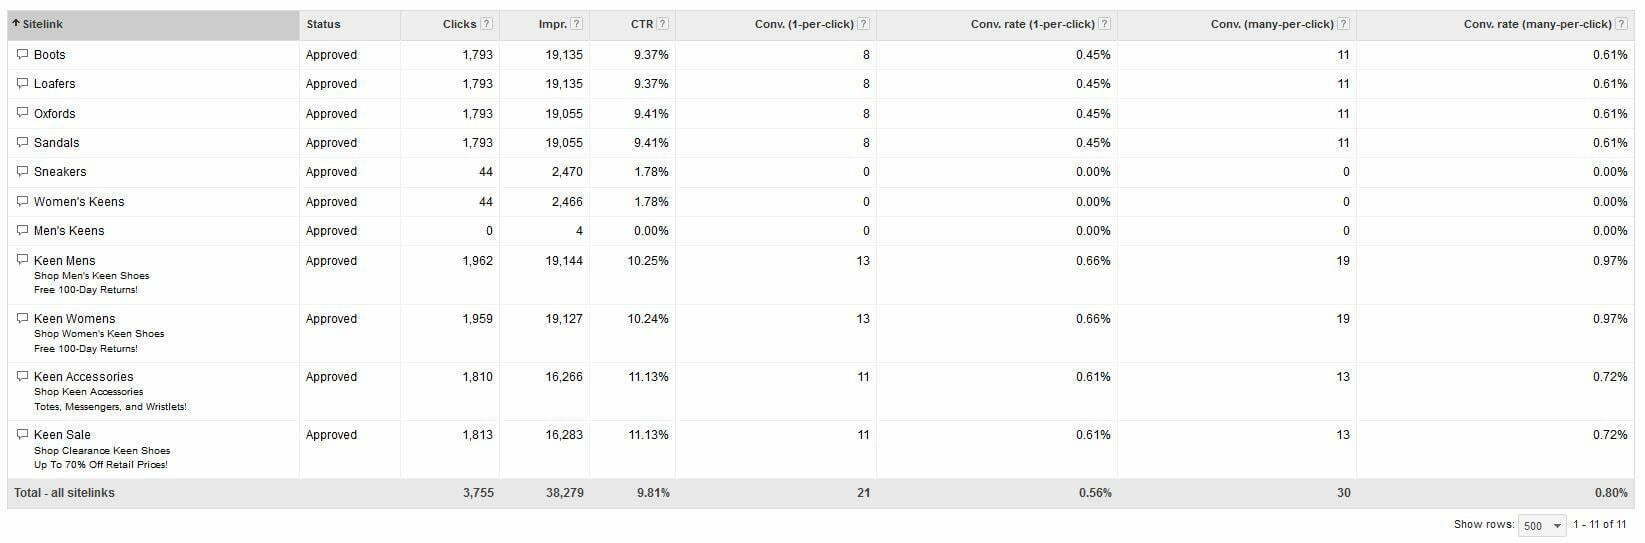 Sitelink Status Clicks ? Impr. ? CTR ? Conv. (1-per-click) ? Conv. rate (1-per-click) ? Conv. (many-per-click) ? Conv. rate (many-per-click) ?
Boots Approved 1,793 19,135 9.37% 8 0.45% 11 0.61%
Loafers Approved 1,793 19,135 9.37% 8 0.45% 11 0.61%
Oxfords Approved 1,793 19,055 9.41% 8 0.45% 11 0.61%
Sandals Approved 1,793 19,055 9.41% 8 0.45% 11 0.61%
Sneakers Approved 44 2,470 1.78% 0 0.00% 0 0.00%
Women's Keens Approved 44 2,466 1.78% 0 0.00% 0 0.00%
Men's Keens Approved 0 4 0.00% 0 0.00% 0 0.00%
Keen Mens Approved 1,962 19,144 10.25% 13 0.66% 19 0.97%
Shop Men's Keen Shoes
Free 100-Day Returns!
Keen Womens Approved 1,959 19,127 10.24% 13 0.66% 19 0.97%
Shop Women's Keen Shoes
Free 100-Day Returns!
Keen Accessories Approved 1,810 16,266 11.13% 11 0.61% 13 0.72%
Shop Keen Accessories
Totes, Messengers, and Wristlets!
Keen Sale Approved 1,813 16,283 11.13% 11 0.61% 13 0.72%
Shop Clearance Keen Shoes
Up To 70% Off Retail Prices!
Total - all sitelinks 3,755 38,279 9.81% 21 0.56% 30 0.80%
Show rows: 500 1 - 11 of 11